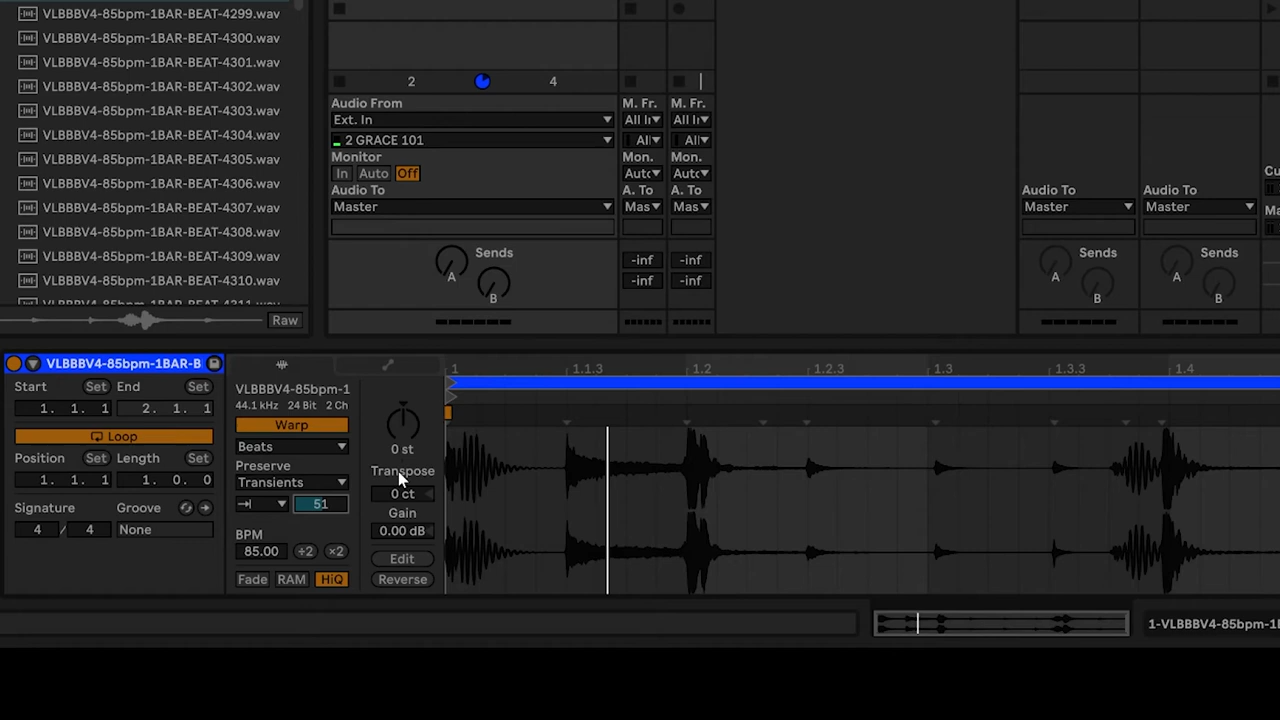 VLBBBV4-85bpm-1BAR-BEAT-4299.wav
VLBBBV4-85bpm-1BAR-BEAT-4300.wav
VLBBBV4-85bpm-1BAR-BEAT-4301.wav
VLBBBV4-85bpm-1BAR-BEAT-4302.wav
VLBBBV4-85bpm-1BAR-BEAT-4303.wav
VLBBBV4-85bpm-1BAR-BEAT-4304.wav
VLBBBV4-85bpm-1BAR-BEAT-4305.wav
VLBBBV4-85bpm-1BAR-BEAT-4306.wav
VLBBBV4-85bpm-1BAR-BEAT-4307.wav
VLBBBV4-85bpm-1BAR-BEAT-4308.wav
VLBBBV4-85bpm-1BAR-BEAT-4309.wav
VLBBBV4-85bpm-1BAR-BEAT-4310.wav
VLBBBV4-85bpm-1BAR-BEAT-4311.wav
Raw
2 4
Audio From
Ext. In
2 GRACE 101
Monitor
In Auto Off
Audio To
Master
Sends
A
B
M. Fr. M. Fr.
All All
Mon. Mon.
A. To A. To
Mas Mas
-inf -inf
-inf -inf
Audio To Audio To
Master Master
Sends Sends
A A
B B
VLBBBV4-85bpm-1BAR-B
Start Set End Set
1. 1. 1 2. 1. 1
Loop
Position Set Length Set
1. 1. 1 1. 0. 0
Signature Groove
4 / 4 None
VLBBBV4-85bpm-1
44.1 kHz 24 Bit 2 Ch
Warp
Beats
Preserve
Transients
51
BPM
85.00 ÷2 ×2
Fade RAM HiQ
0 st
Transpose
0 ct
Gain
0.00 dB
Edit
Reverse
1 1.1.3 1.2 1.2.3 1.3 1.3.3 1.4
1-VLBBBV4-85bpm-1